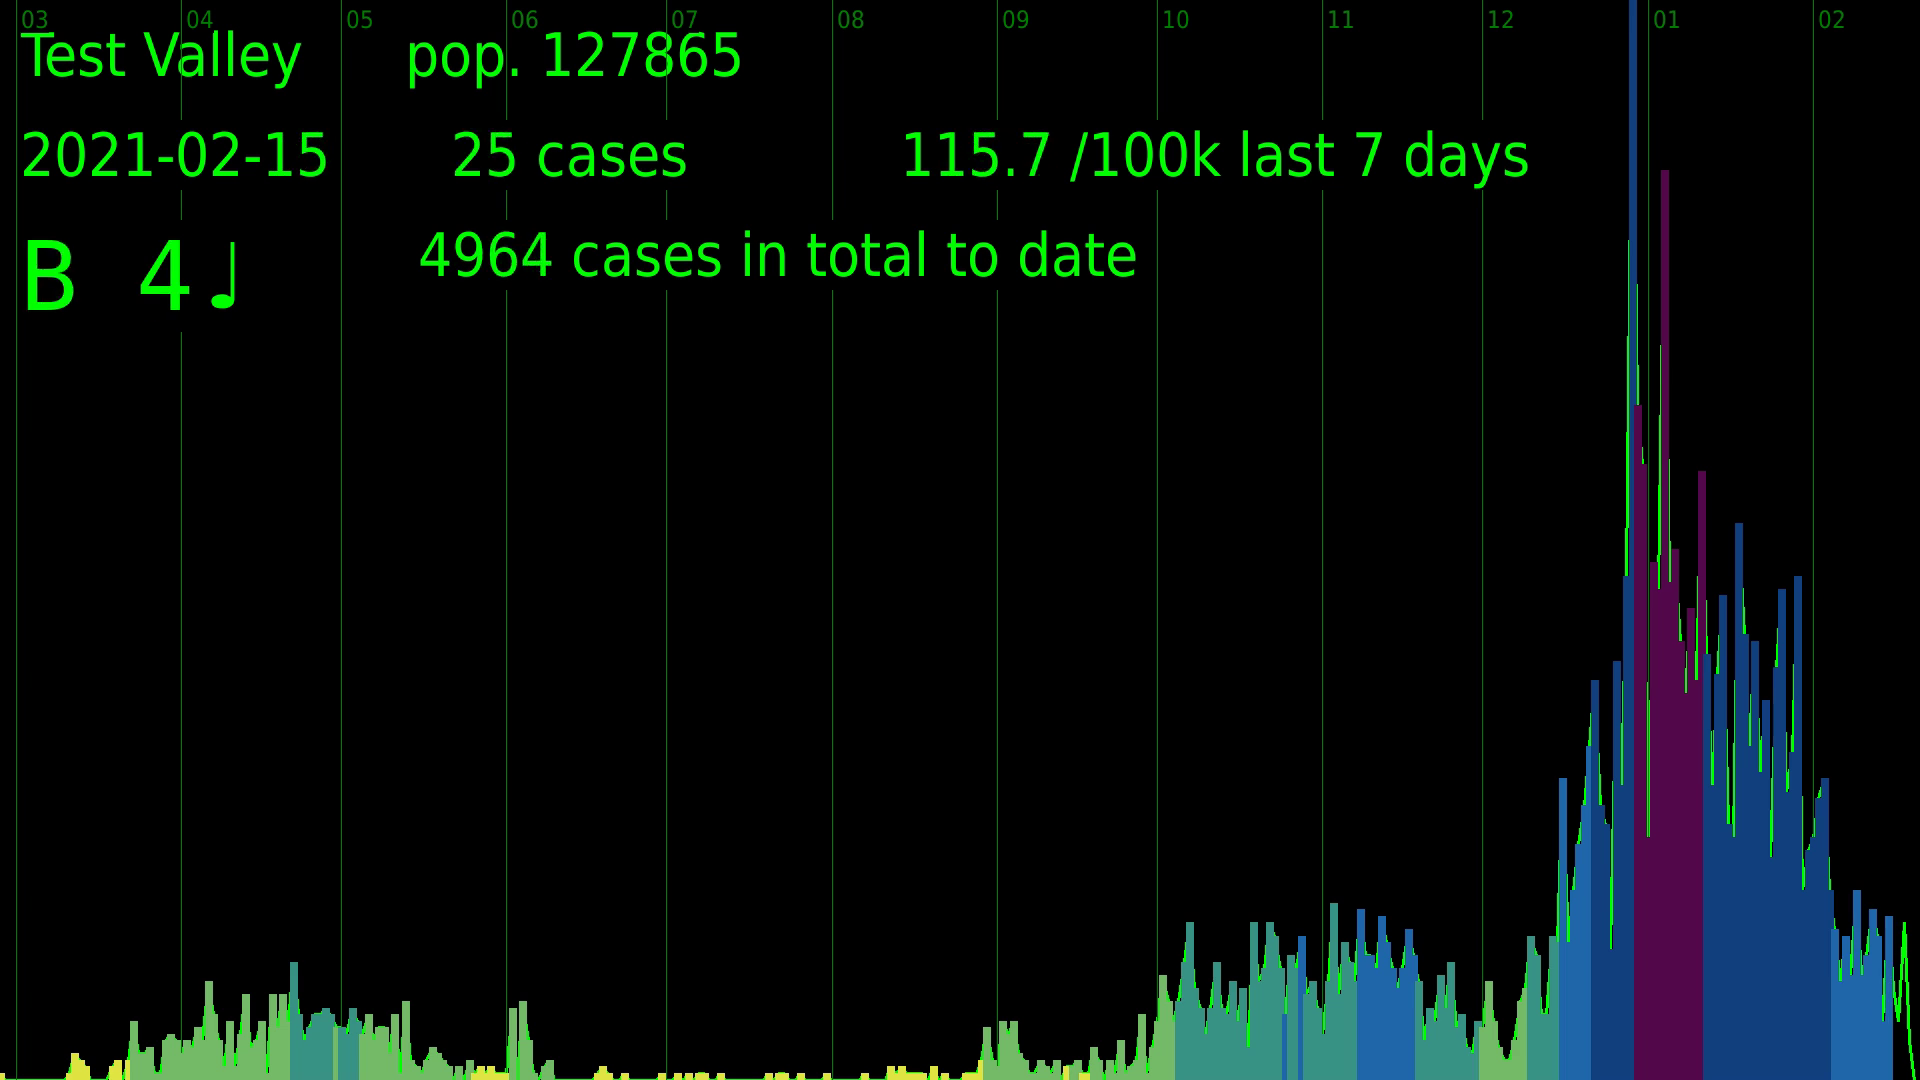 03 04 05 06 07 08 09 10 11 12 01 02
Test Valley pop. 127865
2021-02-15 25 cases 115.7 /100k last 7 days
B 4♩ 4964 cases in total to date